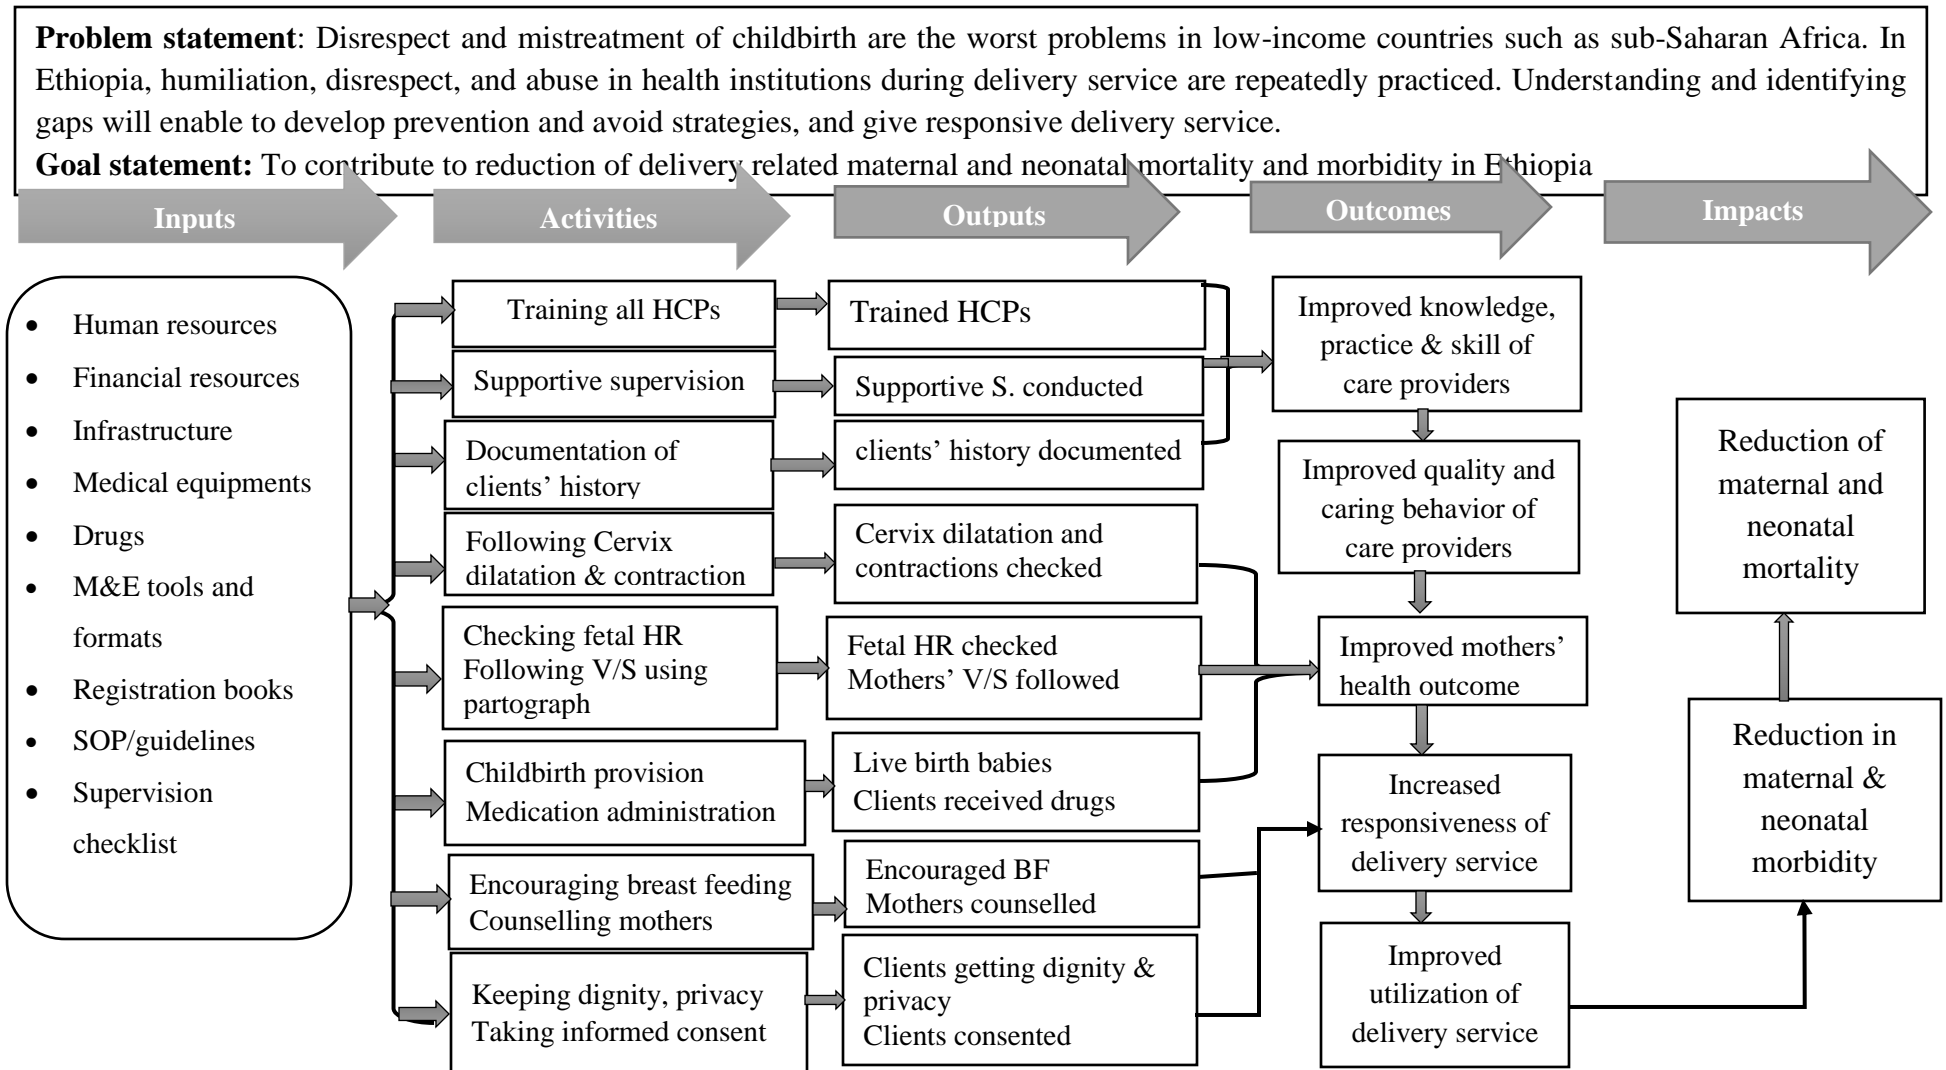 Problem statement: Disrespect and mistreatment of childbirth are the worst problems in low-income countries such as sub-Saharan Africa. In
Ethiopia, humiliation, disrespect, and abuse in health institutions during delivery service are repeatedly practiced. Understanding and identifying
gaps will enable to develop prevention and avoid strategies, and give responsive delivery service.
Goal statement: To contribute to reduction of delivery related maternal and neonatal mortality and morbidity in Ethiopia
Inputs
Activities
Outputs
Outcomes
Impacts
• Human resources
• Financial resources
• Infrastructure
• Medical equipments
• Drugs
• M&E tools and
formats
• Registration books
• SOP/guidelines
• Supervision
checklist
Training all HCPs
Supportive supervision
Documentation of
clients’ history
Following Cervix
dilatation & contraction
Checking fetal HR
Following V/S using
partograph
Childbirth provision
Medication administration
Encouraging breast feeding
Counselling mothers
Keeping dignity, privacy
Taking informed consent
Trained HCPs
Supportive S. conducted
clients’ history documented
Cervix dilatation and
contractions checked
Fetal HR checked
Mothers’ V/S followed
Live birth babies
Clients received drugs
Encouraged BF
Mothers counselled
Clients getting dignity &
privacy
Clients consented
Improved knowledge,
practice & skill of
care providers
Improved quality and
caring behavior of
care providers
Improved mothers’
health outcome
Increased
responsiveness of
delivery service
Improved
utilization of
delivery service
Reduction of
maternal and
neonatal
mortality
Reduction in
maternal &
neonatal
morbidity